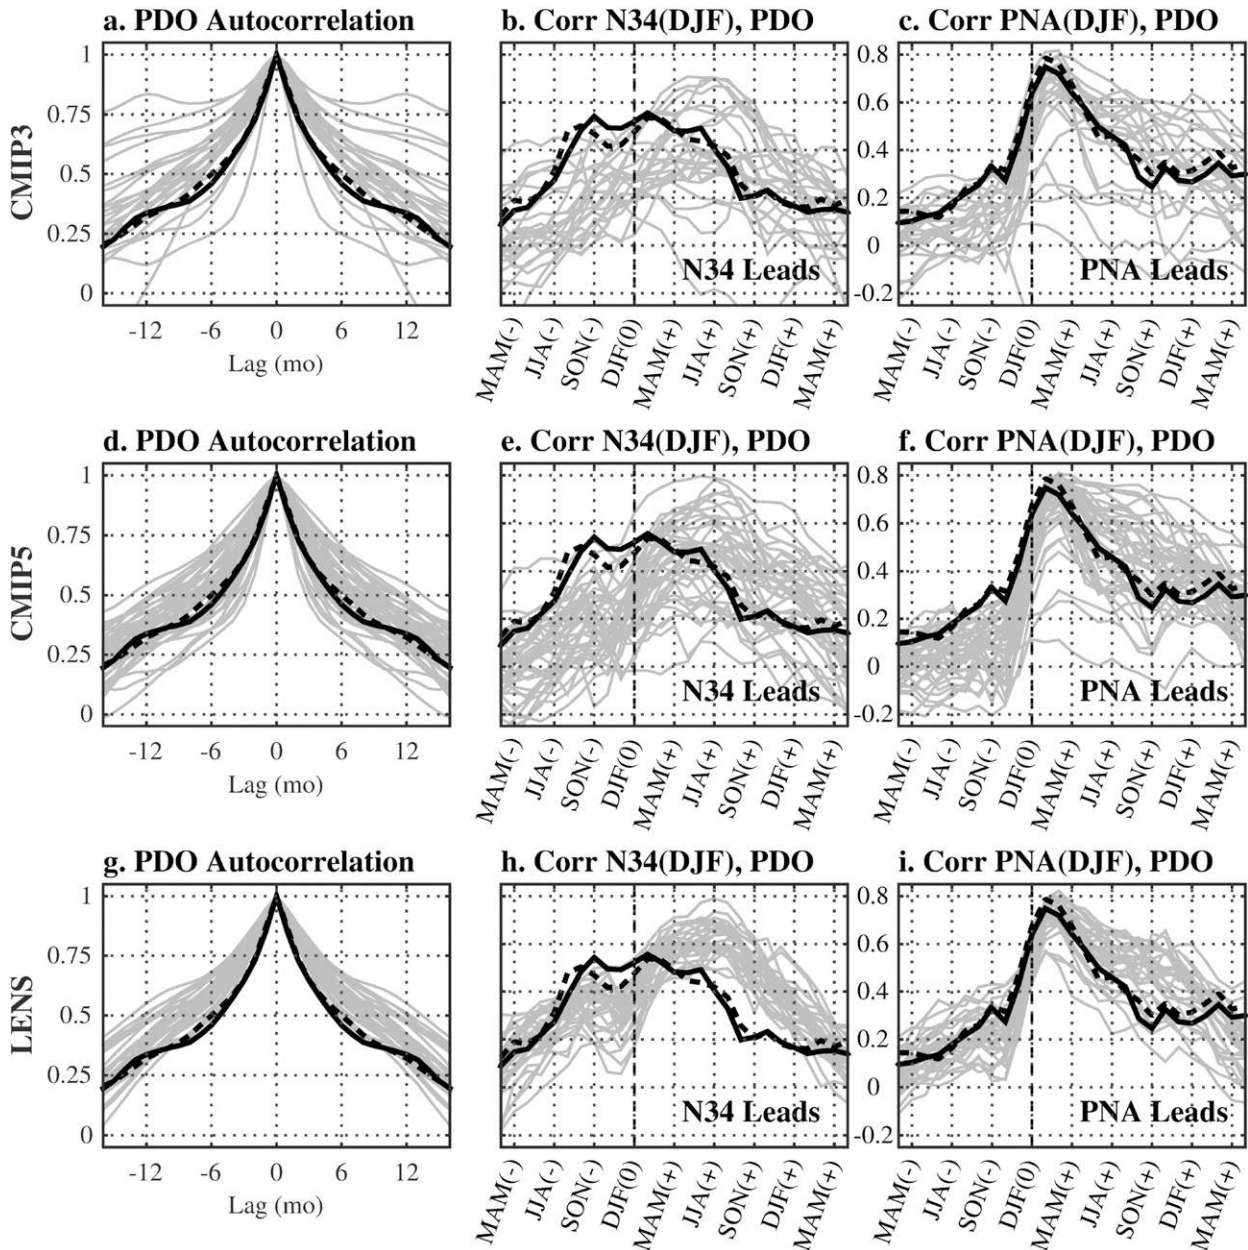 a. PDO Autocorrelation
b. Corr N34(DJF), PDO
c. Corr PNA(DJF), PDO
CMIP3
1
0.75
0.5
0.25
0
-12 -6 0 6 12
Lag (mo)
N34 Leads
MAM(-) JJA(-) SON(-) DJF(0) MAM(+) JJA(+) SON(+) DJF(+) MAM(+)
0.8
0.6
0.4
0.2
0
-0.2
PNA Leads
MAM(-) JJA(-) SON(-) DJF(0) MAM(+) JJA(+) SON(+) DJF(+) MAM(+)
d. PDO Autocorrelation
e. Corr N34(DJF), PDO
f. Corr PNA(DJF), PDO
CMIP5
1
0.75
0.5
0.25
0
-12 -6 0 6 12
Lag (mo)
N34 Leads
MAM(-) JJA(-) SON(-) DJF(0) MAM(+) JJA(+) SON(+) DJF(+) MAM(+)
0.8
0.6
0.4
0.2
0
-0.2
PNA Leads
MAM(-) JJA(-) SON(-) DJF(0) MAM(+) JJA(+) SON(+) DJF(+) MAM(+)
g. PDO Autocorrelation
h. Corr N34(DJF), PDO
i. Corr PNA(DJF), PDO
LENS
1
0.75
0.5
0.25
0
-12 -6 0 6 12
Lag (mo)
N34 Leads
MAM(-) JJA(-) SON(-) DJF(0) MAM(+) JJA(+) SON(+) DJF(+) MAM(+)
0.8
0.6
0.4
0.2
0
-0.2
PNA Leads
MAM(-) JJA(-) SON(-) DJF(0) MAM(+) JJA(+) SON(+) DJF(+) MAM(+)